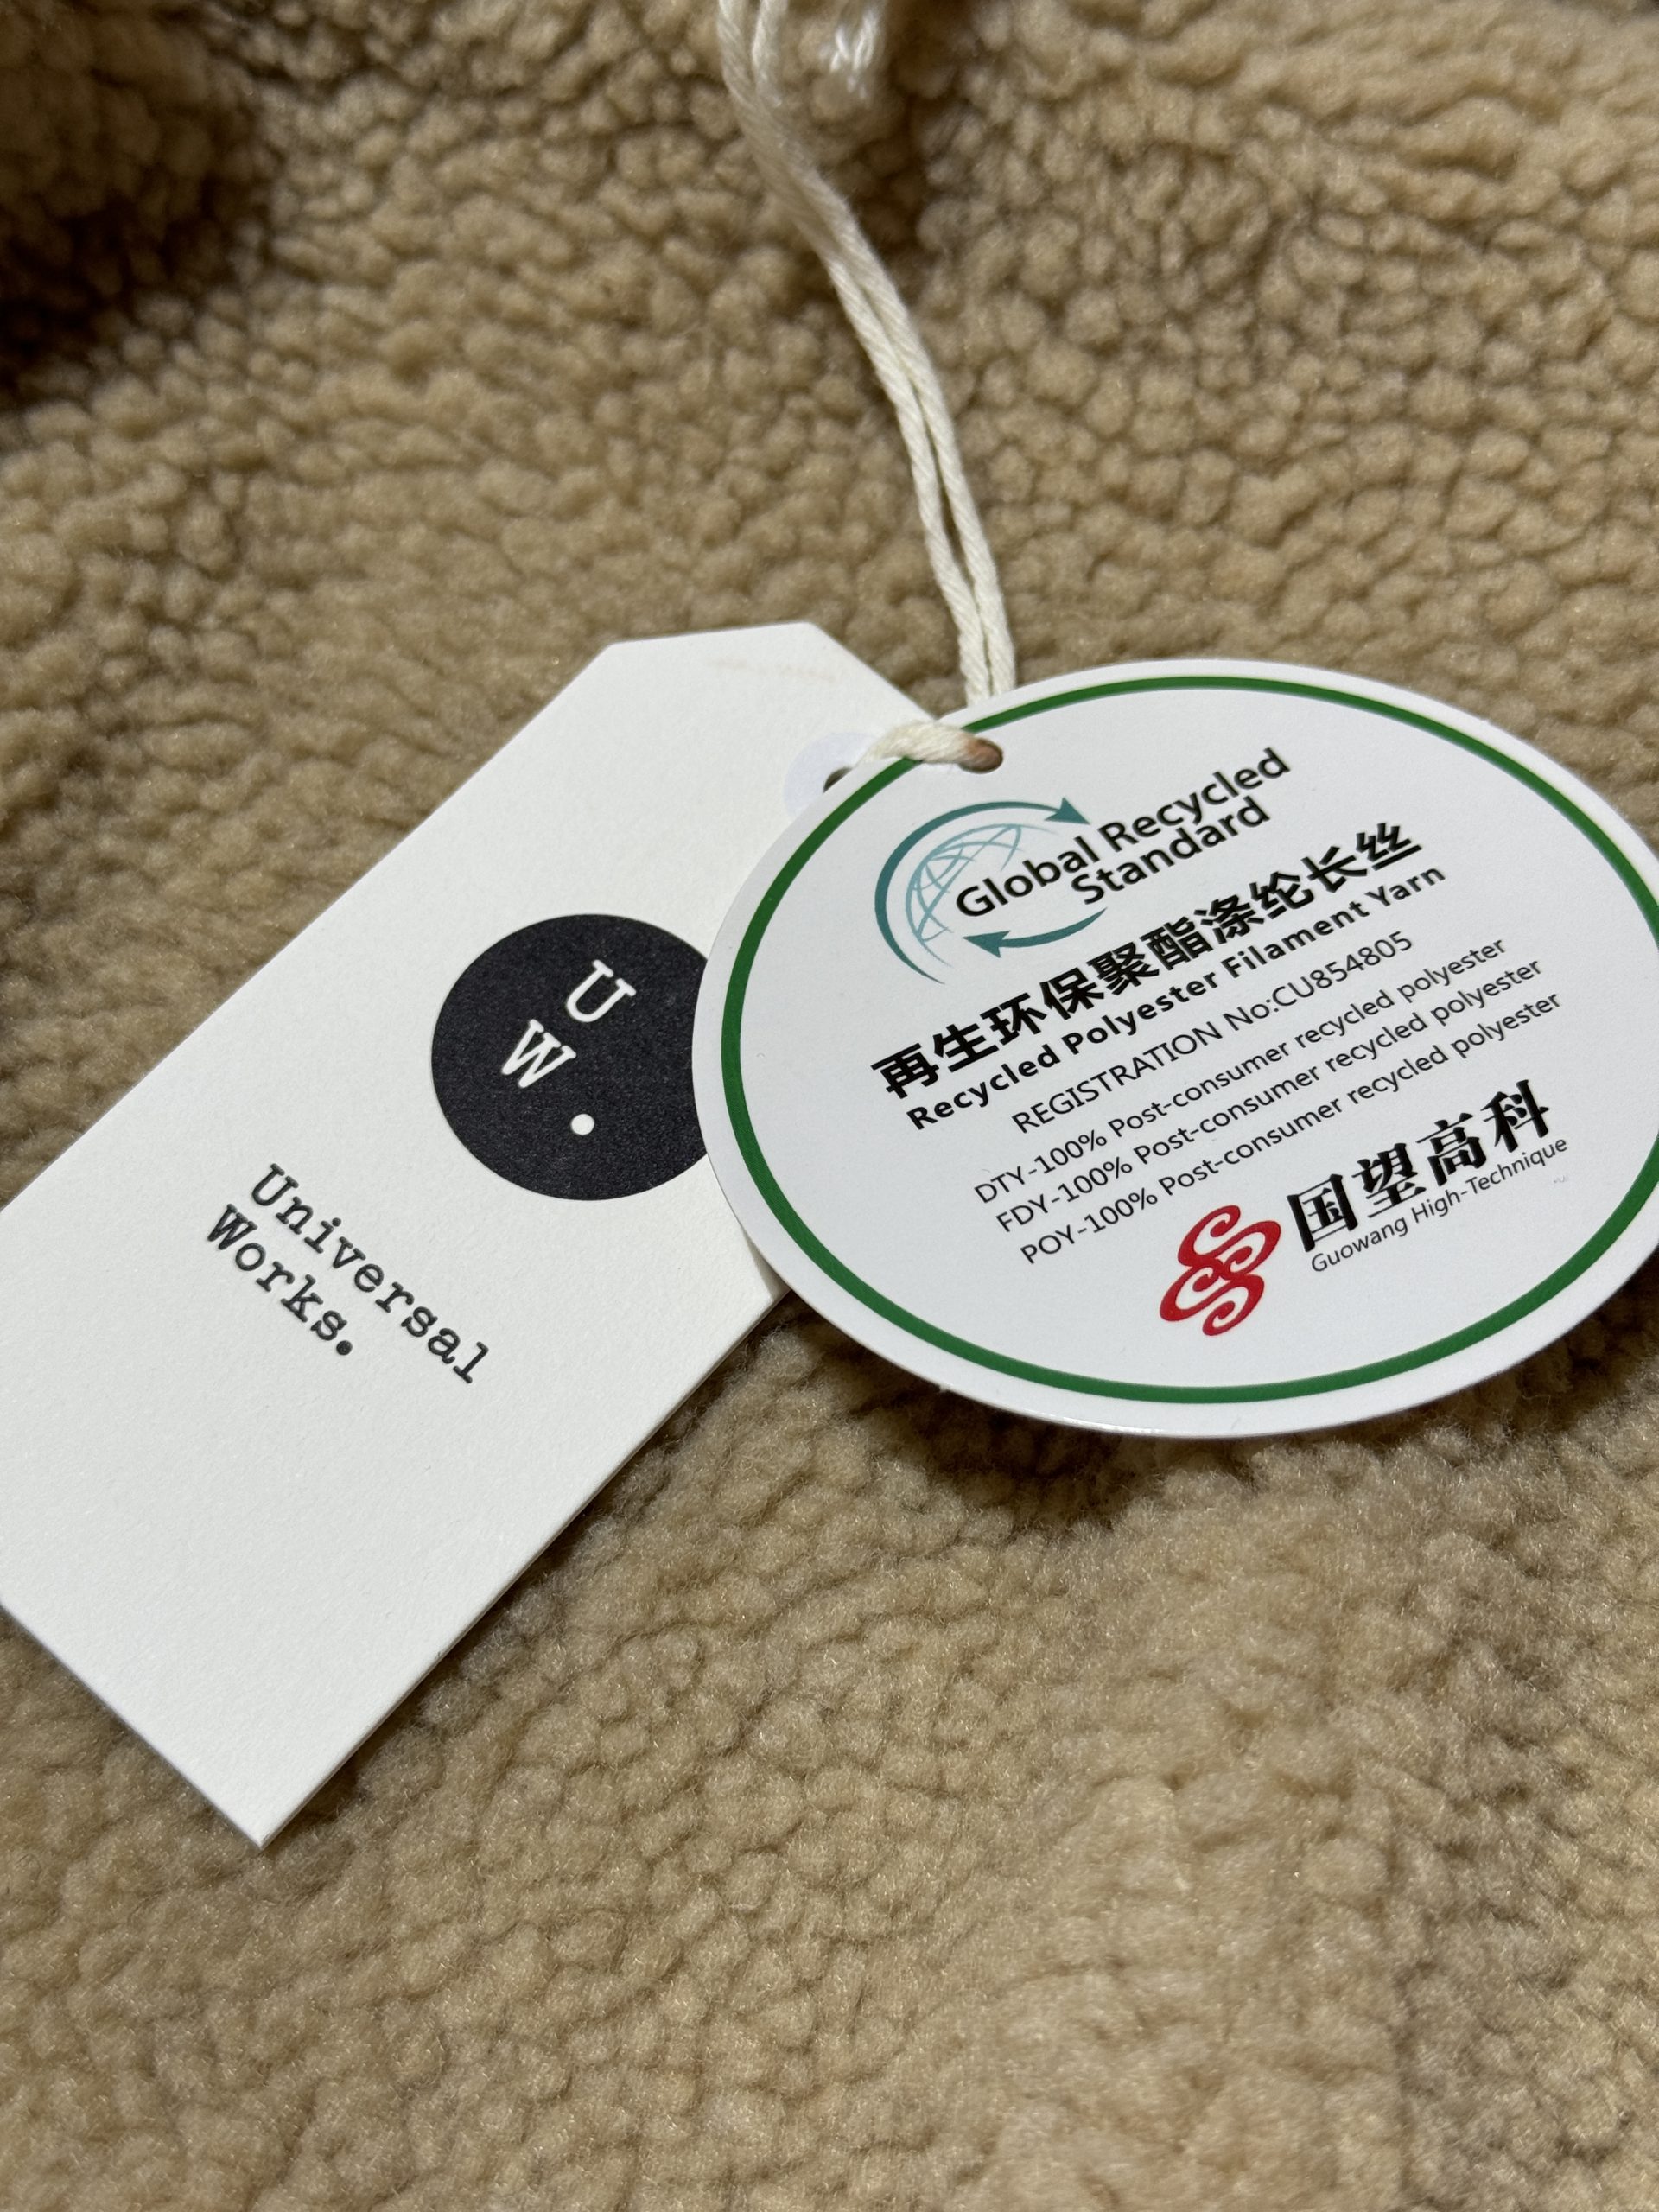 U
W.
Universal
Works.
Global Recycled
Standard
再生环保聚酯涤纶长丝
Recycled Polyester Filament Yarn
REGISTRATION No:CU854805
DTY-100% Post-consumer recycled polyester
FDY-100% Post-consumer recycled polyester
POY-100% Post-consumer recycled polyester
国望高科
Guowang High-Technique